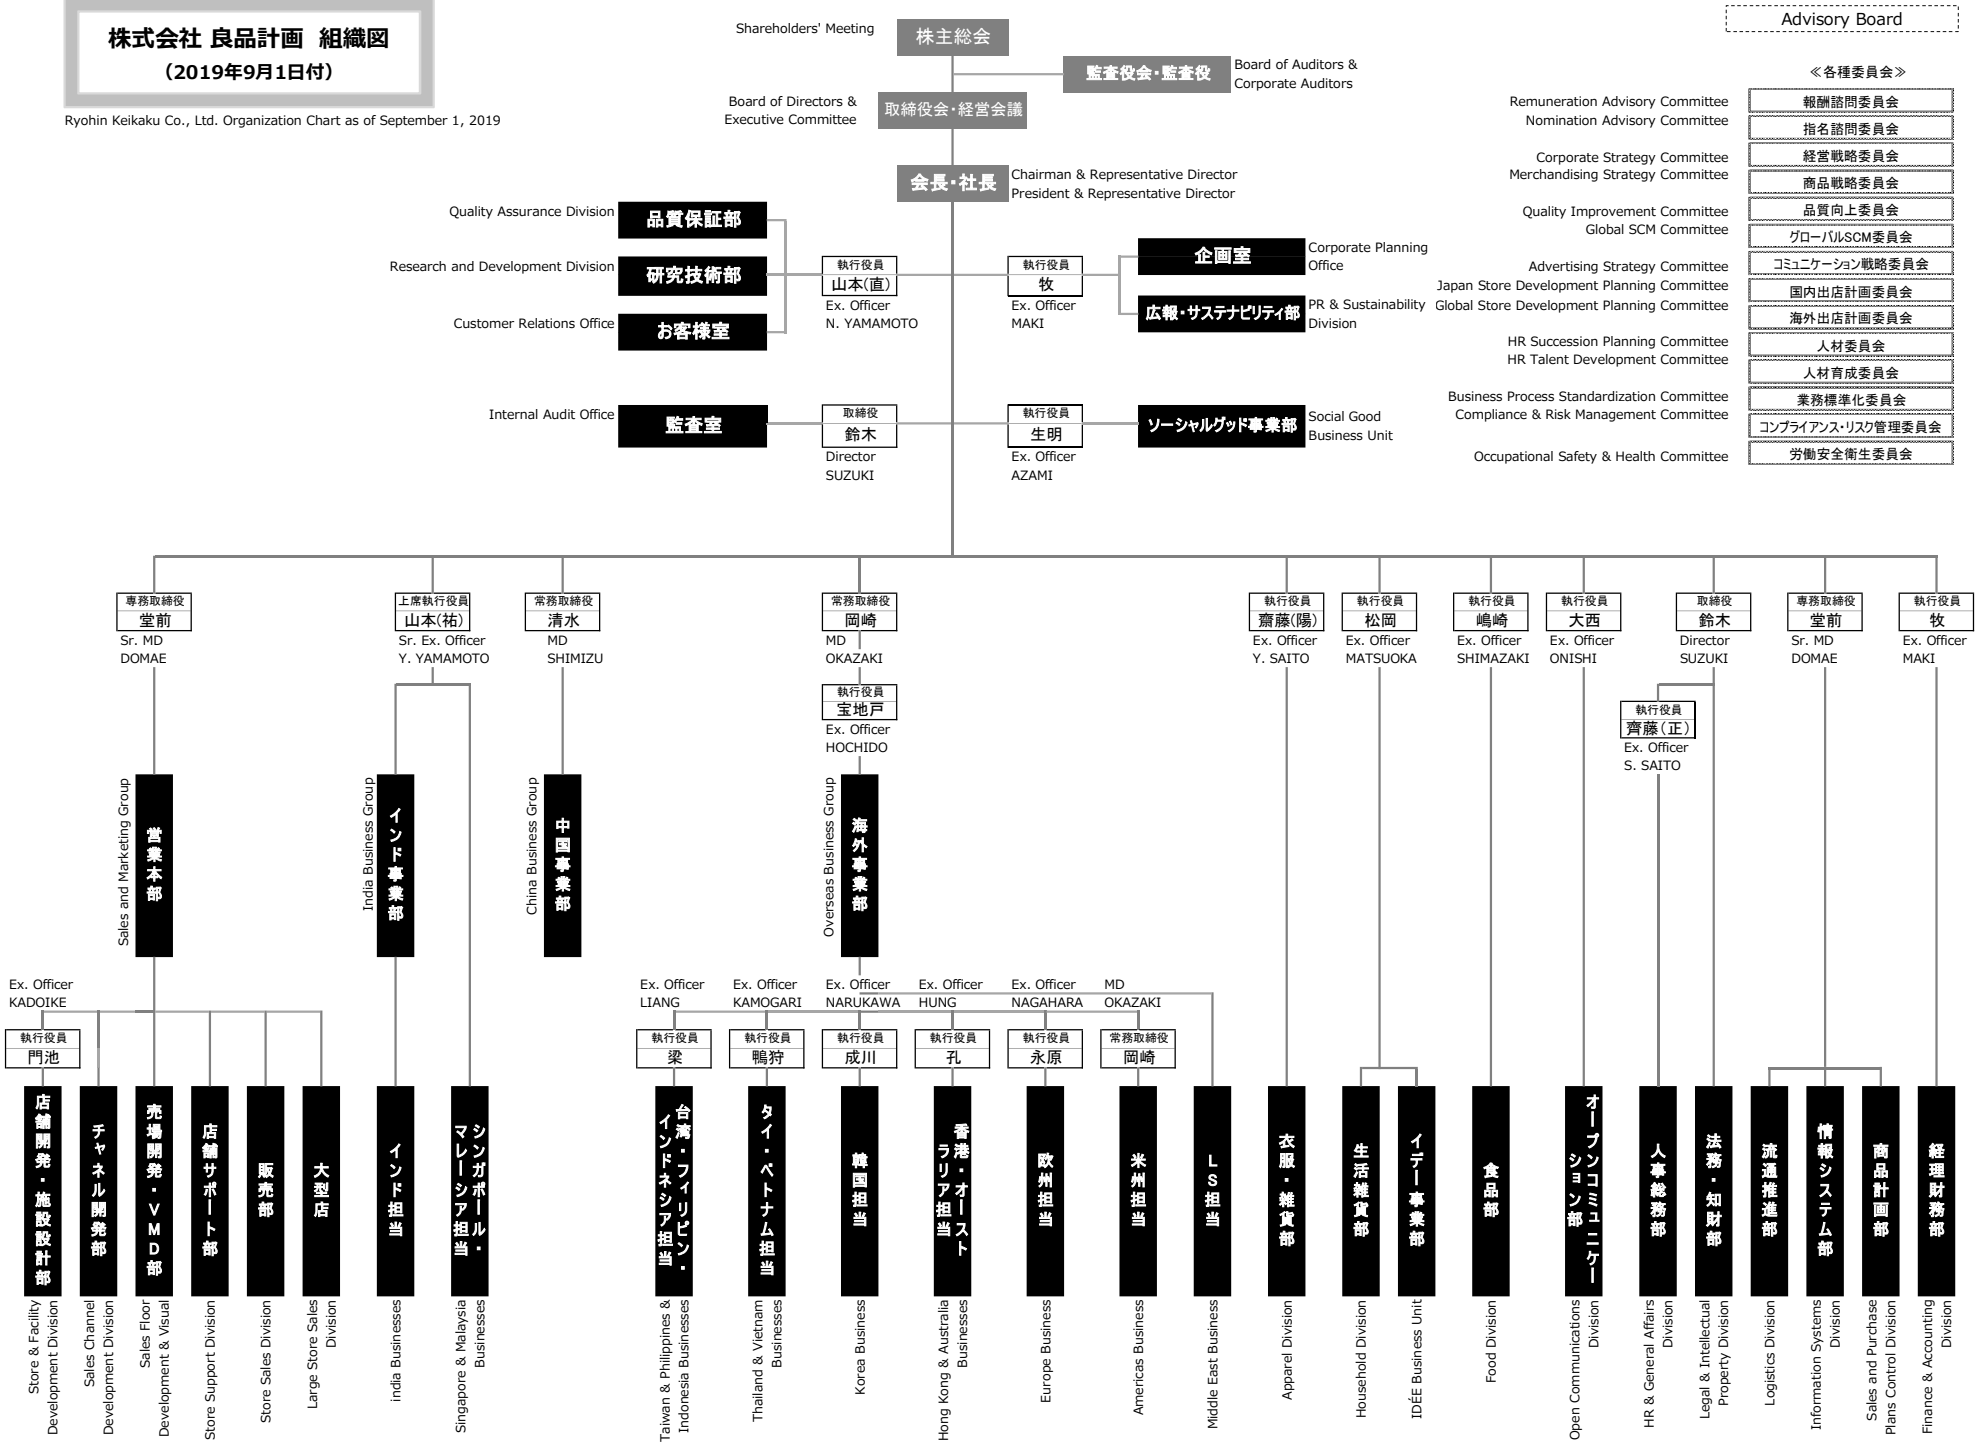 株式会社 良品計画 組織図
（2019年9月1日付）
Ryohin Keikaku Co., Ltd. Organization Chart as of September 1, 2019
Shareholders' Meeting
株主総会
監査役会・監査役
Board of Auditors &
Corporate Auditors
Board of Directors &
Executive Committee
取締役会・経営会議
会長・社長
Chairman & Representative Director
President & Representative Director
Advisory Board
≪各種委員会≫
Remuneration Advisory Committee
報酬諮問委員会
Nomination Advisory Committee
指名諮問委員会
Corporate Strategy Committee
経営戦略委員会
Merchandising Strategy Committee
商品戦略委員会
Quality Improvement Committee
品質向上委員会
Global SCM Committee
グローバルSCM委員会
Advertising Strategy Committee
コミュニケーション戦略委員会
Japan Store Development Planning Committee
国内出店計画委員会
Global Store Development Planning Committee
海外出店計画委員会
HR Succession Planning Committee
人材委員会
HR Talent Development Committee
人材育成委員会
Business Process Standardization Committee
業務標準化委員会
Compliance & Risk Management Committee
コンプライアンス・リスク管理委員会
Occupational Safety & Health Committee
労働安全衛生委員会
Quality Assurance Division
品質保証部
Research and Development Division
研究技術部
Customer Relations Office
お客様室
執行役員
山本(直)
Ex. Officer
N. YAMAMOTO
執行役員
牧
Ex. Officer
MAKI
企画室
Corporate Planning
Office
広報・サステナビリティ部
PR & Sustainability
Division
Internal Audit Office
監査室
取締役
鈴木
Director
SUZUKI
執行役員
生明
Ex. Officer
AZAMI
ソーシャルグッド事業部
Social Good
Business Unit
専務取締役
堂前
Sr. MD
DOMAE
上席執行役員
山本(祐)
Sr. Ex. Officer
Y. YAMAMOTO
常務取締役
清水
MD
SHIMIZU
常務取締役
岡崎
MD
OKAZAKI
執行役員
宝地戸
Ex. Officer
HOCHIDO
執行役員
齋藤(陽)
Ex. Officer
Y. SAITO
執行役員
松岡
Ex. Officer
MATSUOKA
執行役員
嶋崎
Ex. Officer
SHIMAZAKI
執行役員
大西
Ex. Officer
ONISHI
取締役
鈴木
Director
SUZUKI
執行役員
齊藤(正)
Ex. Officer
S. SAITO
専務取締役
堂前
Sr. MD
DOMAE
執行役員
牧
Ex. Officer
MAKI
Sales and Marketing Group
営業本部
India Business Group
インド事業部
China Business Group
中国事業部
Overseas Business Group
海外事業部
Ex. Officer
KADOIKE
執行役員
門池
Ex. Officer
LIANG
執行役員
梁
Ex. Officer
KAMOGARI
執行役員
鴨狩
Ex. Officer
NARUKAWA
執行役員
成川
Ex. Officer
HUNG
執行役員
孔
Ex. Officer
NAGAHARA
執行役員
永原
MD
OKAZAKI
常務取締役
岡崎
店舗開発・施設設計部
Store & Facility
Development Division
チャネル開発部
Sales Channel
Development Division
売場開発・VMD部
Sales Floor
Development & Visual
店舗サポート部
Store Support Division
販売部
Store Sales Division
大型店
Large Store Sales
Division
インド担当
india Businesses
シンガポール・
マレーシア担当
Singapore & Malaysia
Businesses
台湾・フィリピン・
インドネシア担当
Taiwan & Philippines &
Indonesia Businesses
タイ・ベトナム担当
Thailand & Vietnam
Businesses
韓国担当
Korea Business
香港・オースト
ラリア担当
Hong Kong & Australia
Businesses
欧州担当
Europe Business
米州担当
Americas Business
LS担当
Middle East Business
衣服・雑貨部
Apparel Division
生活雑貨部
Household Division
イデー事業部
IDÉE Business Unit
食品部
Food Division
オープンコミュニケー
ション部
Open Communications
Division
人事総務部
HR & General Affairs
Division
法務・知財部
Legal & Intellectual
Property Division
流通推進部
Logistics Division
情報システム部
Information Systems
Division
商品計画部
Sales and Purchase
Plans Control Division
経理財務部
Finance & Accounting
Division